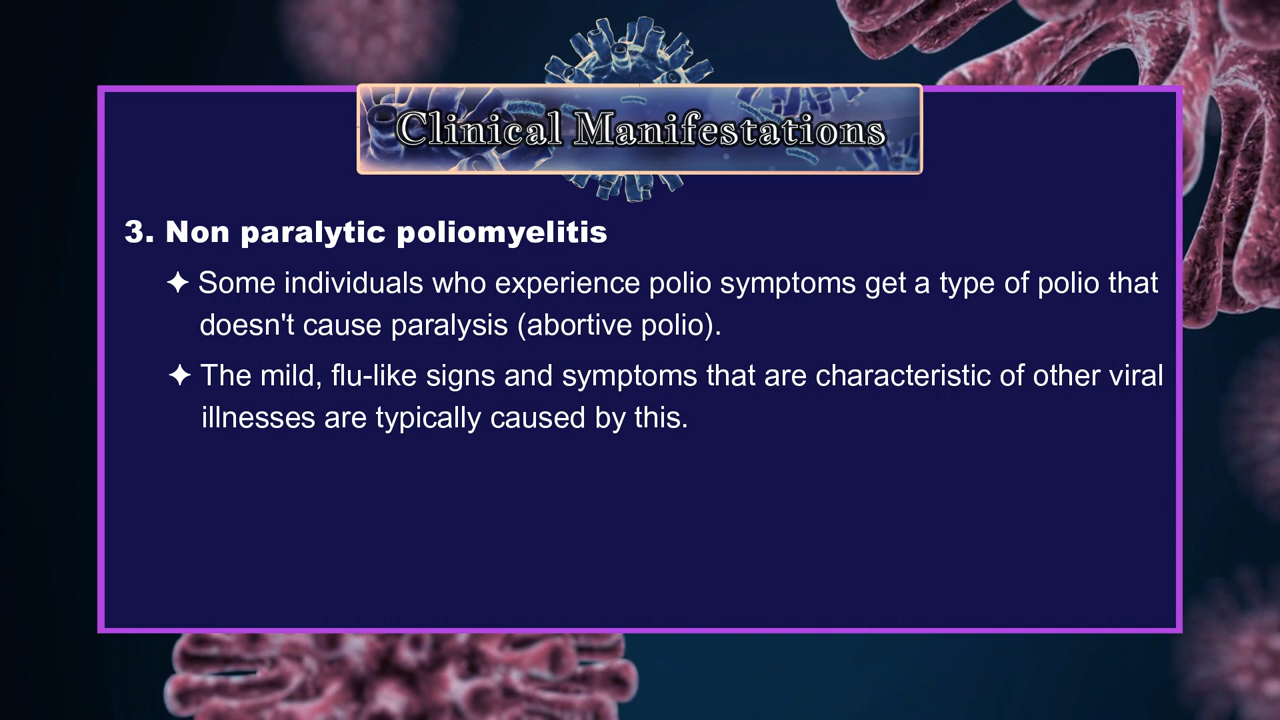 Clinical Manifestations
3. Non paralytic poliomyelitis
✦ Some individuals who experience polio symptoms get a type of polio that
doesn't cause paralysis (abortive polio).
✦ The mild, flu-like signs and symptoms that are characteristic of other viral
illnesses are typically caused by this.